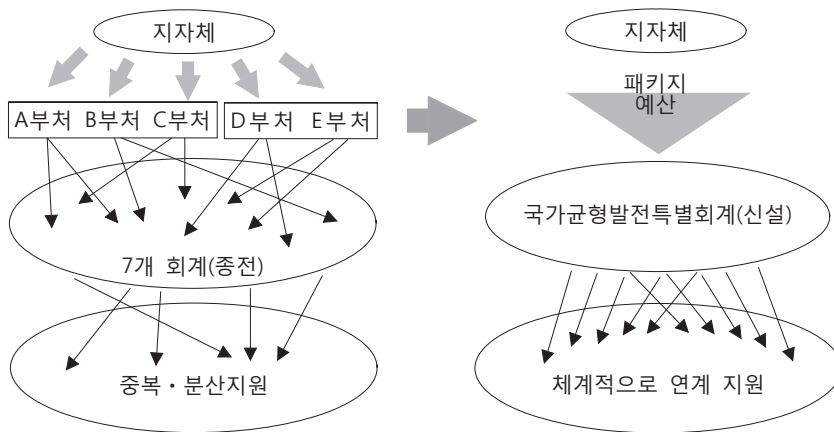 지자체
A부처 B부처 C부처 D부처 E부처
7개 회계(종전)
중복・분산지원
지자체
패키지
예산
국가균형발전특별회계(신설)
체계적으로 연계 지원